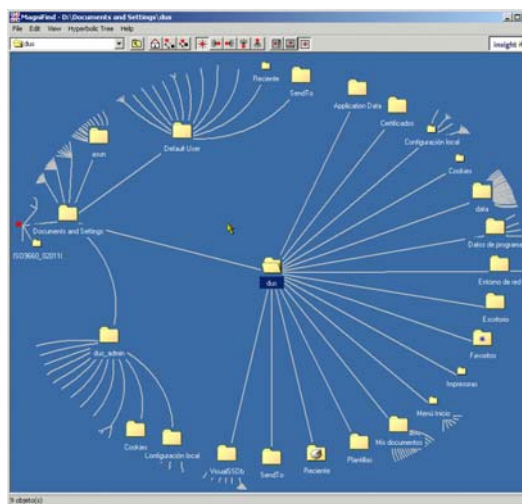 MagniFind - D:\Documents and Settings\dus
File Edit View Hyperbolic Tree Help
dus
insight
Reciente
SendTo
Application Data
Certificados
Default User
Configuración local
Cookies
data
Documents and Settings
Datos de programa
ISO9660_02011
dus
Entorno de red
Escritorio
dus_admin
Favoritos
Impresoras
Menú Inicio
Mis documentos
Cookies
Configuración local
VisualSSDb
SendTo
Reciente
Plantillas
9 objeto(s)